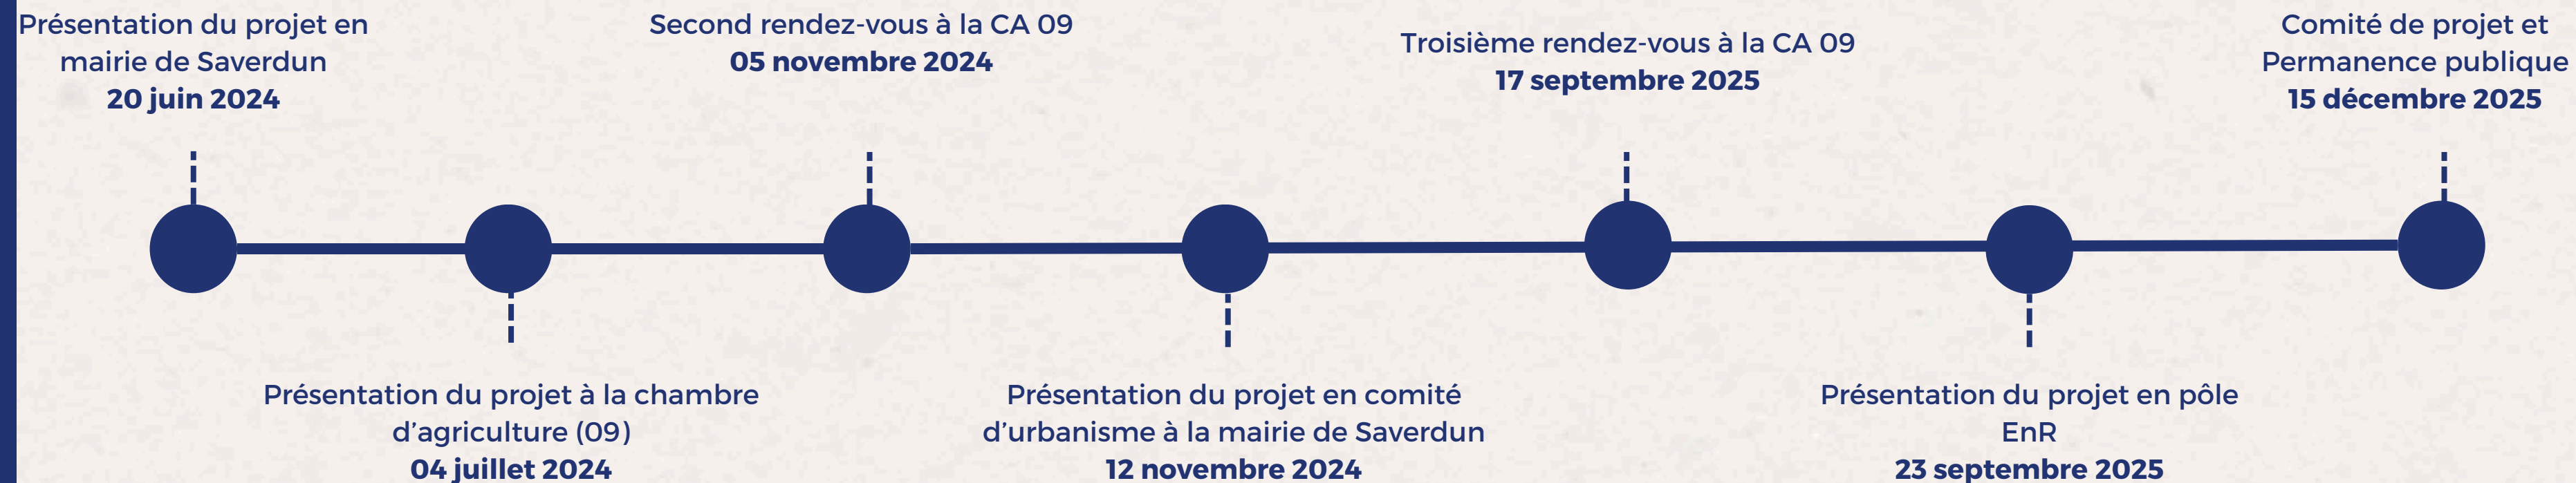 Présentation du projet en
mairie de Saverdun
20 juin 2024
Présentation du projet à la chambre
d’agriculture (09)
04 juillet 2024
Second rendez-vous à la CA 09
05 novembre 2024
Présentation du projet en comité
d’urbanisme à la mairie de Saverdun
12 novembre 2024
Troisième rendez-vous à la CA 09
17 septembre 2025
Présentation du projet en pôle
EnR
23 septembre 2025
Comité de projet et
Permanence publique
15 décembre 2025